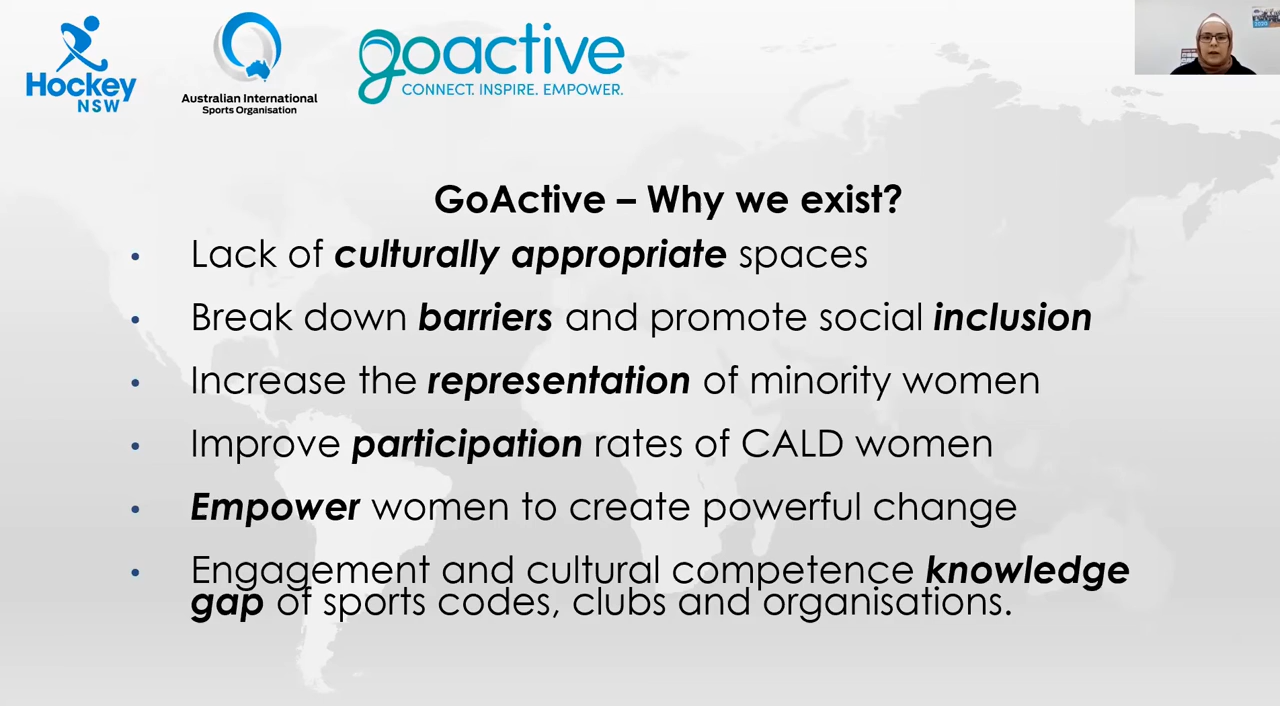 Hockey
NSW
Australian International
Sports Organisation
goactive
CONNECT. INSPIRE. EMPOWER.
GoActive – Why we exist?
• Lack of culturally appropriate spaces
• Break down barriers and promote social inclusion
• Increase the representation of minority women
• Improve participation rates of CALD women
• Empower women to create powerful change
• Engagement and cultural competence knowledge
gap of sports codes, clubs and organisations.